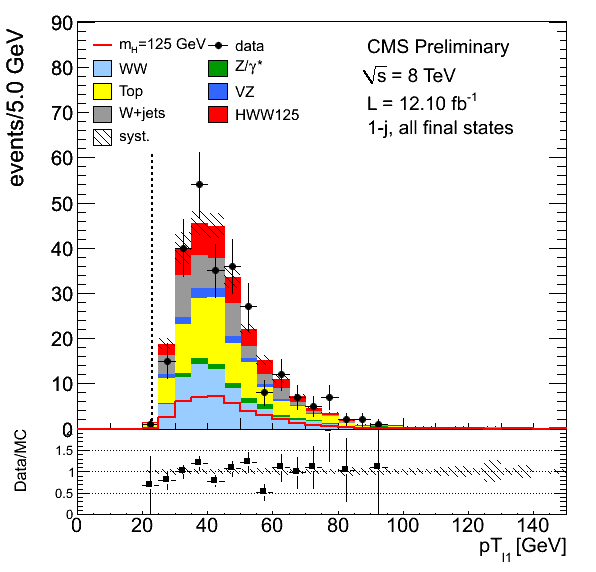 events/5.0 GeV
90
80
70
60
50
40
30
20
10
0
m_H=125 GeV
data
WW
Z/γ*
Top
VZ
W+jets
HWW125
syst.
CMS Preliminary
√s = 8 TeV
L = 12.10 fb⁻¹
1-j, all final states
Data/MC
1.5
1
0.5
0
0 20 40 60 80 100 120 140
pT_l1 [GeV]